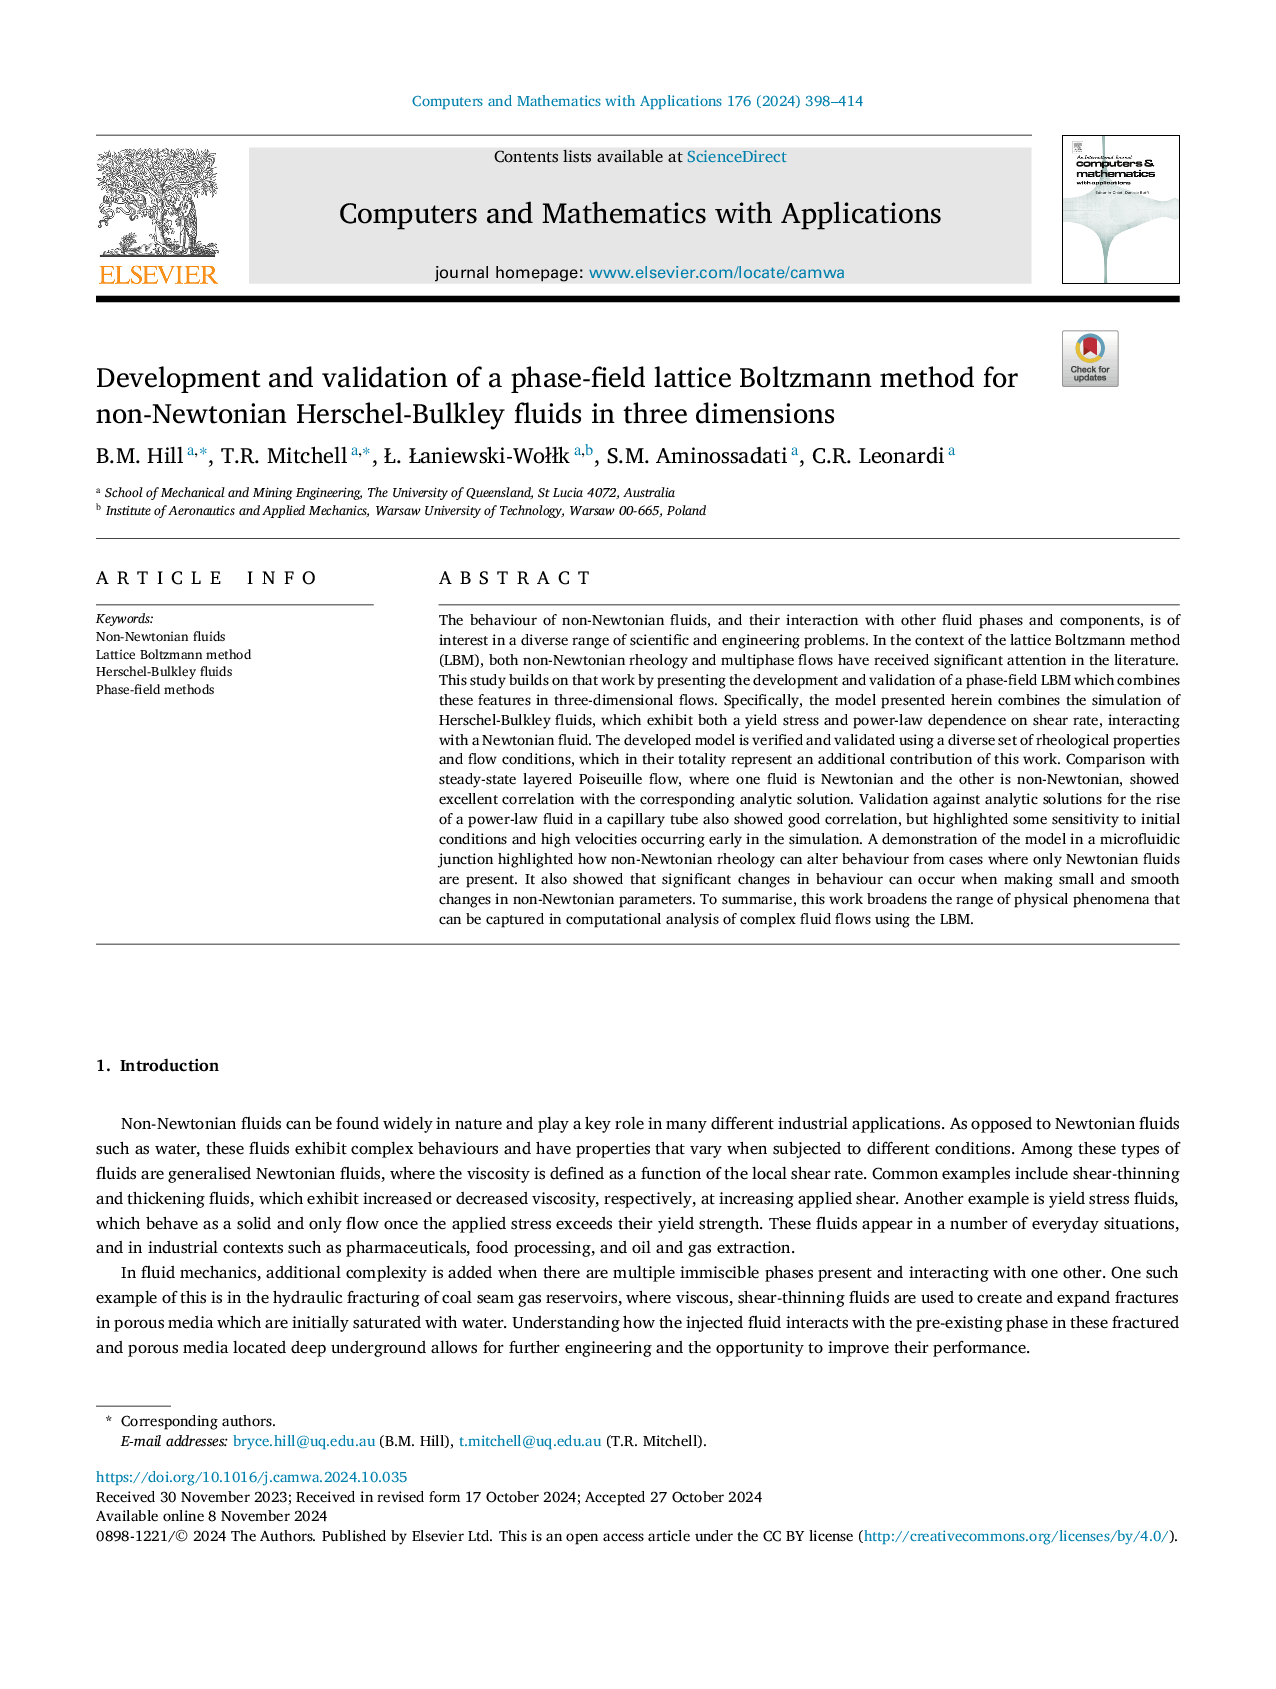 Computers and Mathematics with Applications 176 (2024) 398–414
Contents lists available at ScienceDirect
Computers and Mathematics with Applications
journal homepage: www.elsevier.com/locate/camwa
ELSEVIER
An International Journal
computers &
mathematics
with applications
Check for
updates
Development and validation of a phase-field lattice Boltzmann method for
non-Newtonian Herschel-Bulkley fluids in three dimensions
B.M. Hill a,*, T.R. Mitchell a,*, Ł. Łaniewski-Wołłk a,b, S.M. Aminossadati a, C.R. Leonardi a
a School of Mechanical and Mining Engineering, The University of Queensland, St Lucia 4072, Australia
b Institute of Aeronautics and Applied Mechanics, Warsaw University of Technology, Warsaw 00-665, Poland
ARTICLE INFO
Keywords:
Non-Newtonian fluids
Lattice Boltzmann method
Herschel-Bulkley fluids
Phase-field methods
ABSTRACT
The behaviour of non-Newtonian fluids, and their interaction with other fluid phases and components, is of
interest in a diverse range of scientific and engineering problems. In the context of the lattice Boltzmann method
(LBM), both non-Newtonian rheology and multiphase flows have received significant attention in the literature.
This study builds on that work by presenting the development and validation of a phase-field LBM which combines
these features in three-dimensional flows. Specifically, the model presented herein combines the simulation of
Herschel-Bulkley fluids, which exhibit both a yield stress and power-law dependence on shear rate, interacting
with a Newtonian fluid. The developed model is verified and validated using a diverse set of rheological properties
and flow conditions, which in their totality represent an additional contribution of this work. Comparison with
steady-state layered Poiseuille flow, where one fluid is Newtonian and the other is non-Newtonian, showed
excellent correlation with the corresponding analytic solution. Validation against analytic solutions for the rise
of a power-law fluid in a capillary tube also showed good correlation, but highlighted some sensitivity to initial
conditions and high velocities occurring early in the simulation. A demonstration of the model in a microfluidic
junction highlighted how non-Newtonian rheology can alter behaviour from cases where only Newtonian fluids
are present. It also showed that significant changes in behaviour can occur when making small and smooth
changes in non-Newtonian parameters. To summarise, this work broadens the range of physical phenomena that
can be captured in computational analysis of complex fluid flows using the LBM.
1. Introduction
Non-Newtonian fluids can be found widely in nature and play a key role in many different industrial applications. As opposed to Newtonian fluids
such as water, these fluids exhibit complex behaviours and have properties that vary when subjected to different conditions. Among these types of
fluids are generalised Newtonian fluids, where the viscosity is defined as a function of the local shear rate. Common examples include shear-thinning
and thickening fluids, which exhibit increased or decreased viscosity, respectively, at increasing applied shear. Another example is yield stress fluids,
which behave as a solid and only flow once the applied stress exceeds their yield strength. These fluids appear in a number of everyday situations,
and in industrial contexts such as pharmaceuticals, food processing, and oil and gas extraction.
In fluid mechanics, additional complexity is added when there are multiple immiscible phases present and interacting with one other. One such
example of this is in the hydraulic fracturing of coal seam gas reservoirs, where viscous, shear-thinning fluids are used to create and expand fractures
in porous media which are initially saturated with water. Understanding how the injected fluid interacts with the pre-existing phase in these fractured
and porous media located deep underground allows for further engineering and the opportunity to improve their performance.
* Corresponding authors.
E-mail addresses: bryce.hill@uq.edu.au (B.M. Hill), t.mitchell@uq.edu.au (T.R. Mitchell).
https://doi.org/10.1016/j.camwa.2024.10.035
Received 30 November 2023; Received in revised form 17 October 2024; Accepted 27 October 2024
Available online 8 November 2024
0898-1221/© 2024 The Authors. Published by Elsevier Ltd. This is an open access article under the CC BY license (http://creativecommons.org/licenses/by/4.0/).